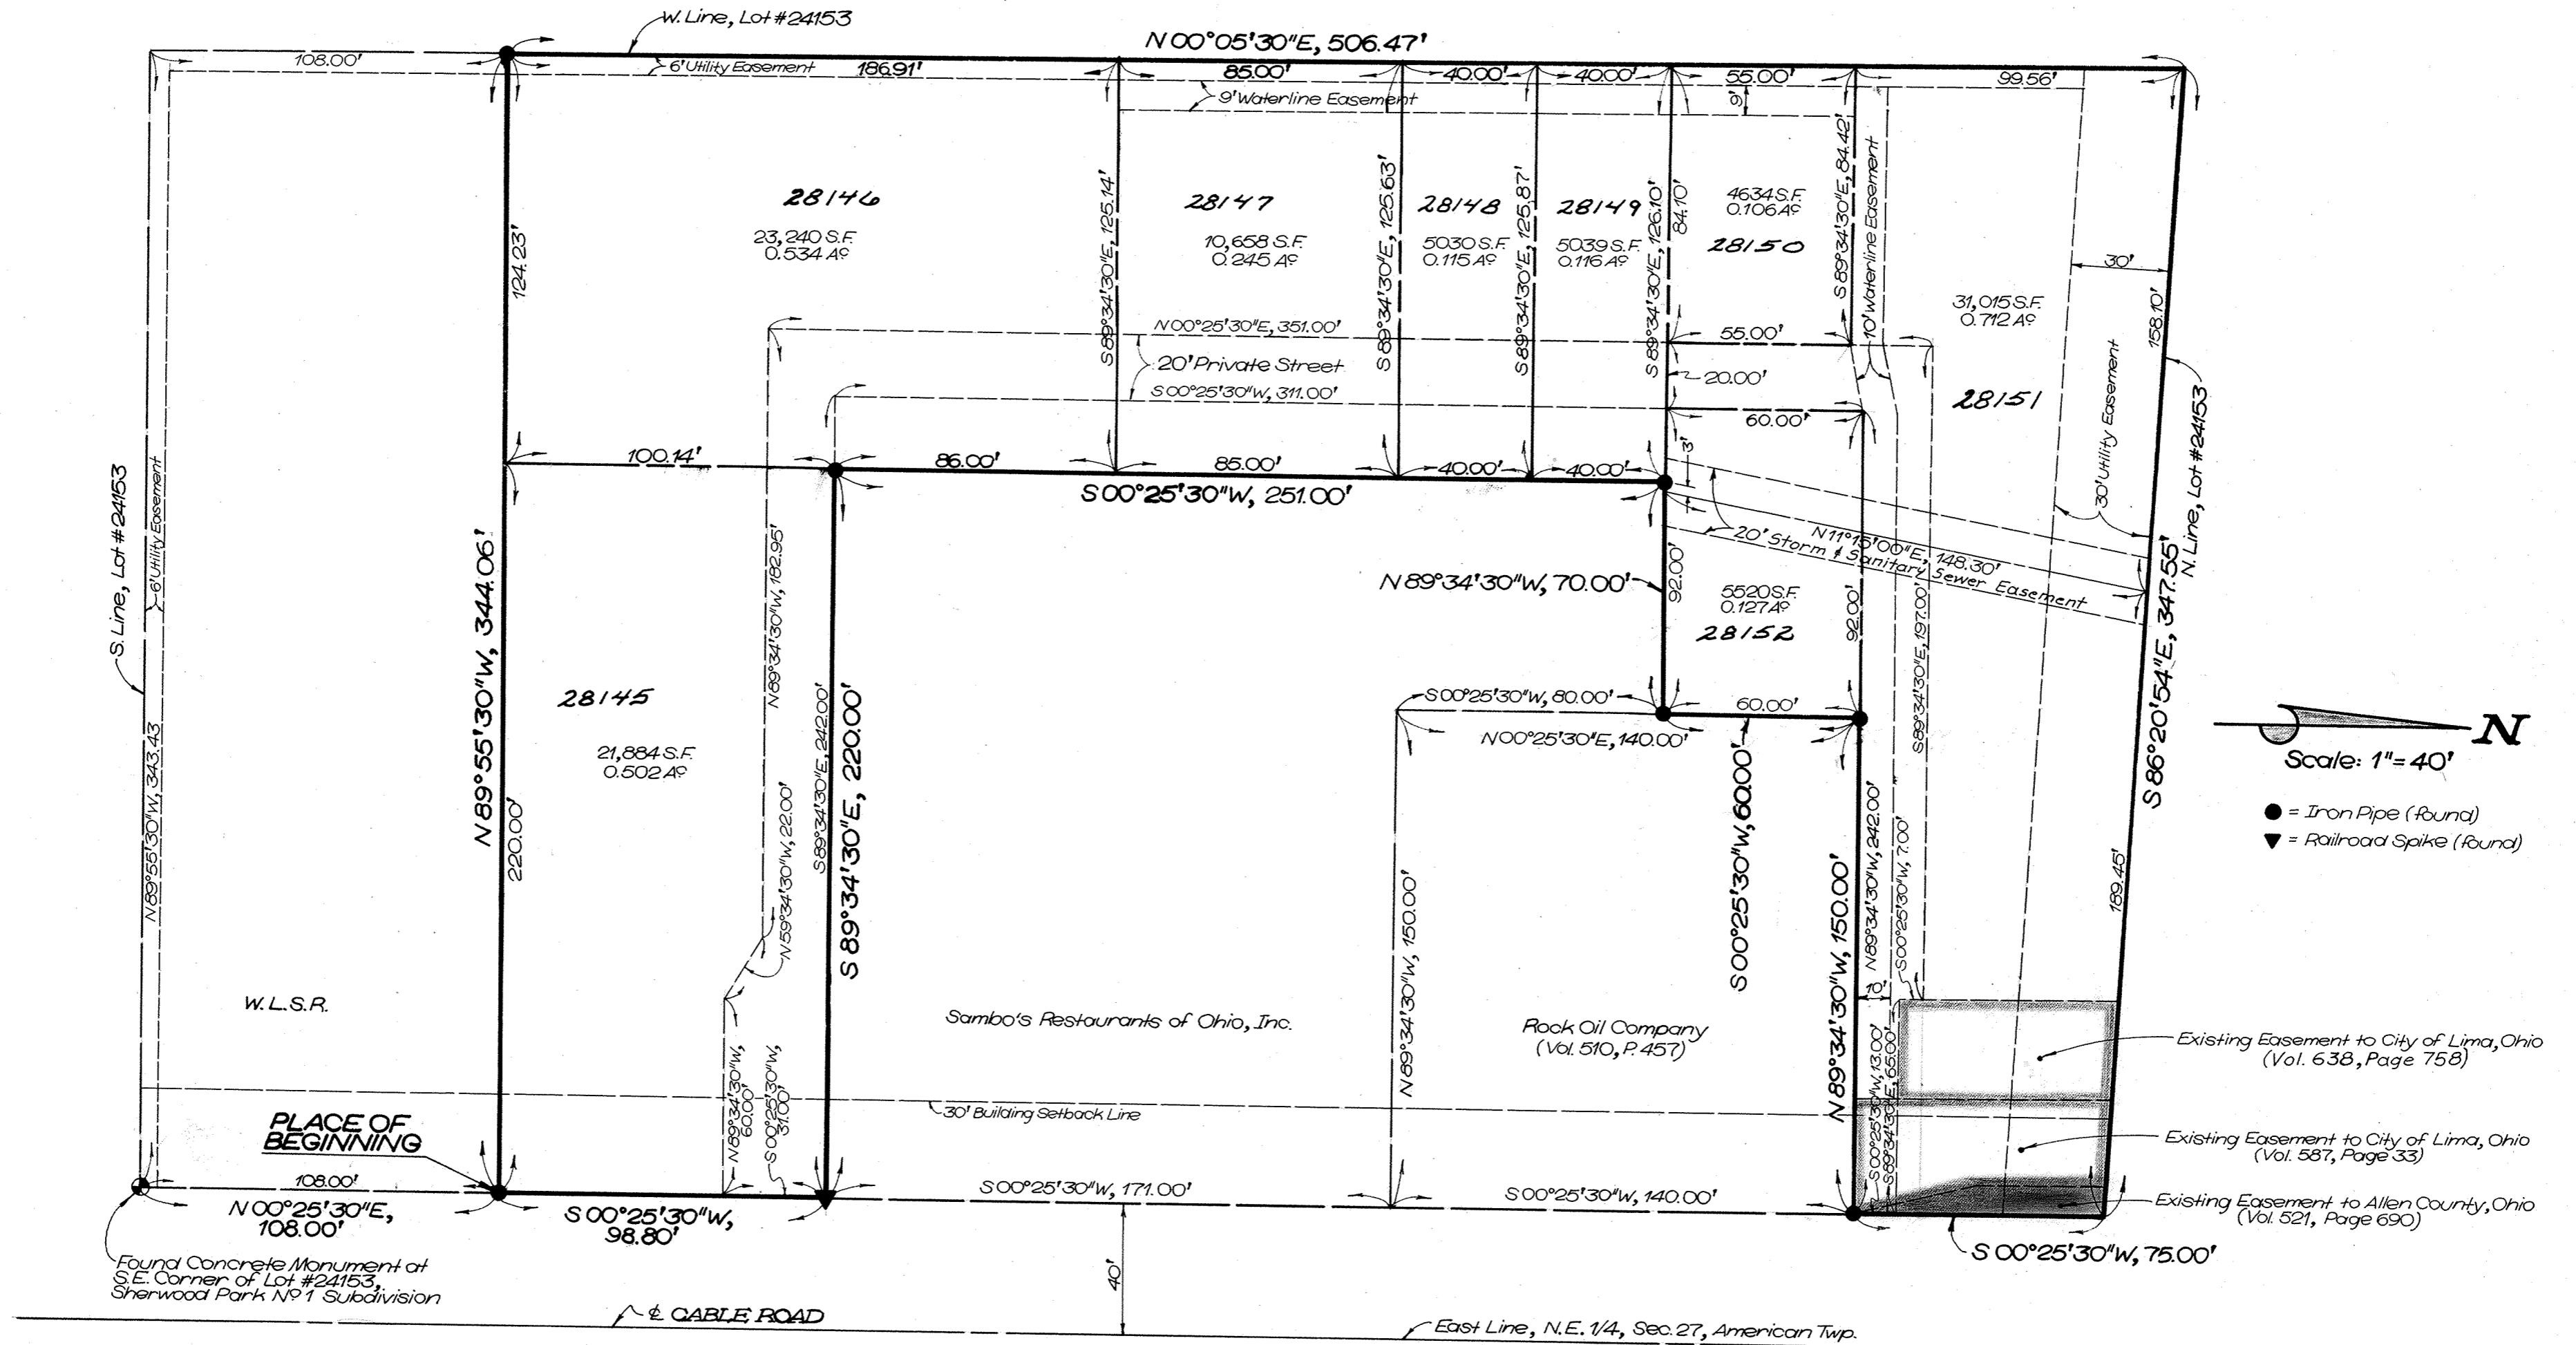 W. Line, Lot #24153
N 00°05'30"E, 506.47'
108.00'
6' Utility Easement
186.91'
85.00'
40.00'
40.00'
55.00'
99.56'
9' Waterline Easement
9'
124.23'
28146
23,240 S.F.
0.534 Ac
S 89°34'30"E, 125.14'
28147
10,658 S.F.
0.245 Ac
S 89°34'30"E, 125.63'
28148
5030 S.F.
0.115 Ac
S 89°34'30"E, 125.87'
28149
5039 S.F.
0.116 Ac
S 89°34'30"E, 126.10'
84.10'
4634 S.F.
0.106 Ac
28150
S 89°34'30"E, 84.42'
10' Waterline Easement
31,015 S.F.
0.712 Ac
28151
30'
158.10'
30' Utility Easement
N. Line, Lot #24153
N 00°25'30"E, 351.00'
20' Private Street
S 00°25'30"W, 311.00'
55.00'
20.00'
60.00'
100.14'
86.00'
85.00'
40.00'
40.00'
3'
S 00°25'30"W, 251.00'
S. Line, Lot #24153
6' Utility Easement
N 89°55'30"W, 343.43
N 89°55'30"W, 344.06'
220.00'
28145
21,884 S.F.
0.502 Ac
N 89°34'30"W, 182.95'
N 59°34'30"W, 22.00'
S 89°34'30"E, 242.00'
S 89°34'30"E, 220.00'
N 89°34'30"W, 70.00'
92.00'
5520 S.F.
0.127 Ac
28152
92.00'
N 11°15'00"E, 148.30'
20' Storm & Sanitary Sewer Easement
S 89°34'30"E, 197.00'
S 86°20'54"E, 347.55'
189.45'
S 00°25'30"W, 80.00'
60.00'
N 00°25'30"E, 140.00'
S 00°25'30"W, 60.00'
N 89°34'30"W, 150.00'
N 89°34'30"W, 150.00'
N 89°34'30"W, 242.00'
S 00°25'30"W, 7.00'
10'
S 00°25'30"W, 13.00'
S 89°34'30"E, 65.00'
N
Scale: 1"= 40'
= Iron Pipe (found)
= Railroad Spike (found)
W. L. S. R.
Sambo's Restaurants of Ohio, Inc.
Rock Oil Company
(Vol. 510, P. 457)
Existing Easement to City of Lima, Ohio
(Vol. 638, Page 758)
N 89°34'30"W,
60.00'
S 00°25'30"W,
31.00'
30' Building Setback Line
PLACE OF
BEGINNING
Existing Easement to City of Lima, Ohio
(Vol. 587, Page 33)
Existing Easement to Allen County, Ohio
(Vol. 521, Page 690)
108.00'
N 00°25'30"E,
108.00'
S 00°25'30"W,
98.80'
S 00°25'30"W, 171.00'
S 00°25'30"W, 140.00'
S 00°25'30"W, 75.00'
Found Concrete Monument at
S.E. Corner of Lot #24153,
Sherwood Park No 1 Subdivision
40'
℄ CABLE ROAD
East Line, N.E. 1/4, Sec. 27, American Twp.